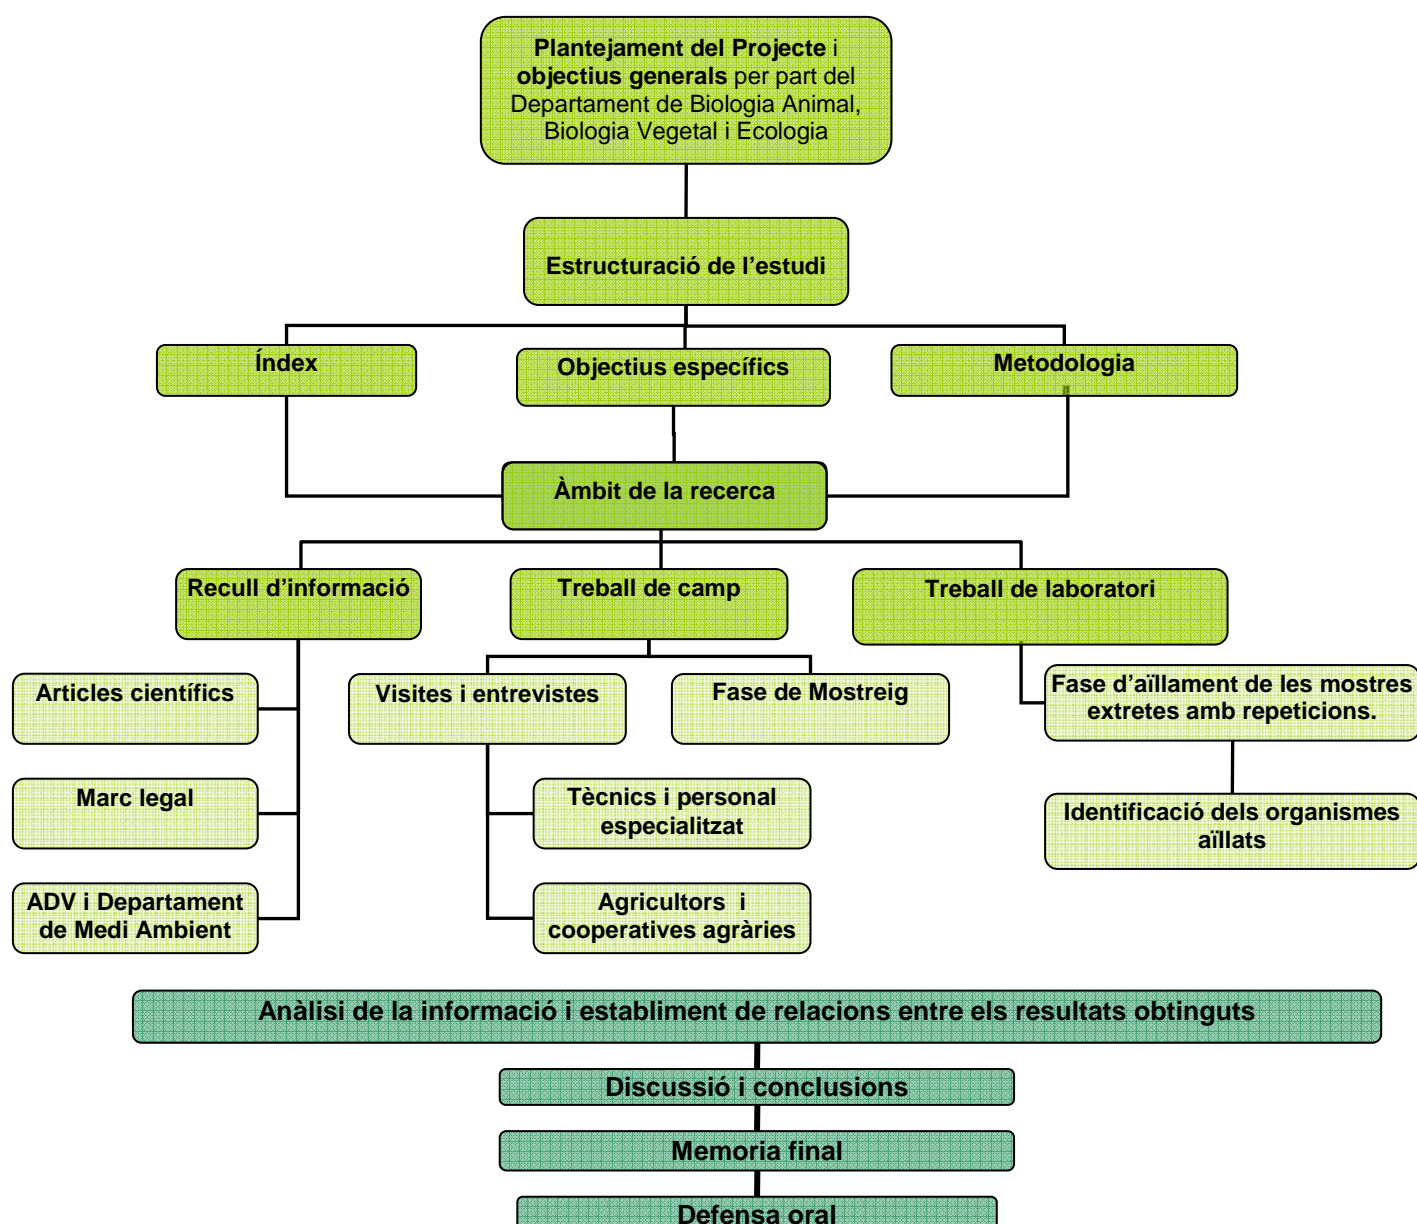 Plantejament del Projecte i
objectius generals per part del
Departament de Biologia Animal,
Biologia Vegetal i Ecologia
Estructuració de l’estudi
Índex
Objectius específics
Metodologia
Àmbit de la recerca
Recull d’informació
Treball de camp
Treball de laboratori
Articles científics
Visites i entrevistes
Fase de Mostreig
Fase d’aïllament de les mostres
extretes amb repeticions.
Marc legal
Tècnics i personal
especialitzat
Identificació dels organismes
aïllats
ADV i Departament
de Medi Ambient
Agricultors i
cooperatives agràries
Anàlisi de la informació i establiment de relacions entre els resultats obtinguts
Discussió i conclusions
Memoria final
Defensa oral